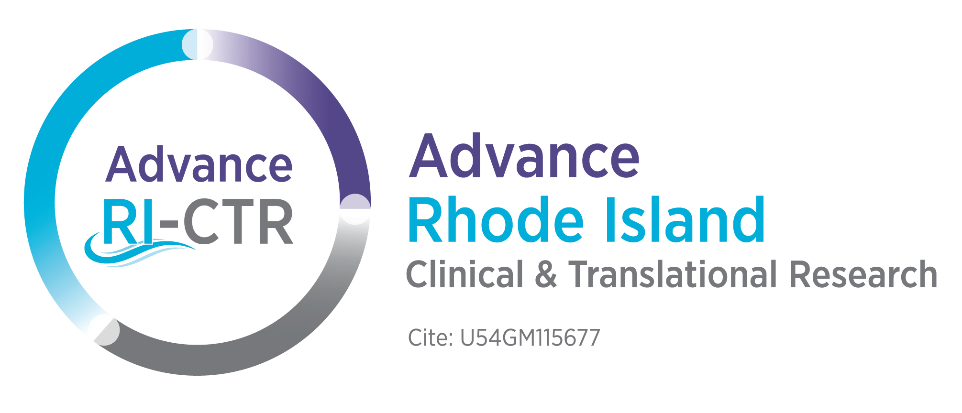 Advance
RI-CTR
Advance
Rhode Island
Clinical & Translational Research
Cite: U54GM115677